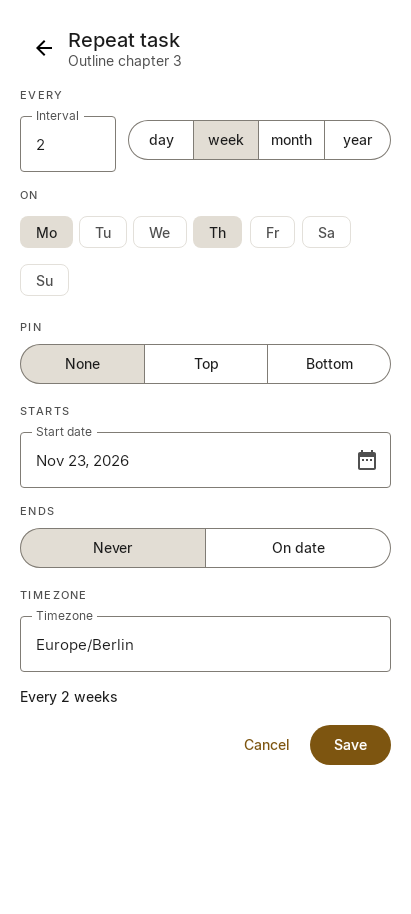 Repeat task
Outline chapter 3
EVERY
Interval
2
day week month year
ON
Mo Tu We Th Fr Sa
Su
PIN
None Top Bottom
STARTS
Start date
Nov 23, 2026
ENDS
Never On date
TIMEZONE
Timezone
Europe/Berlin
Every 2 weeks
Cancel Save